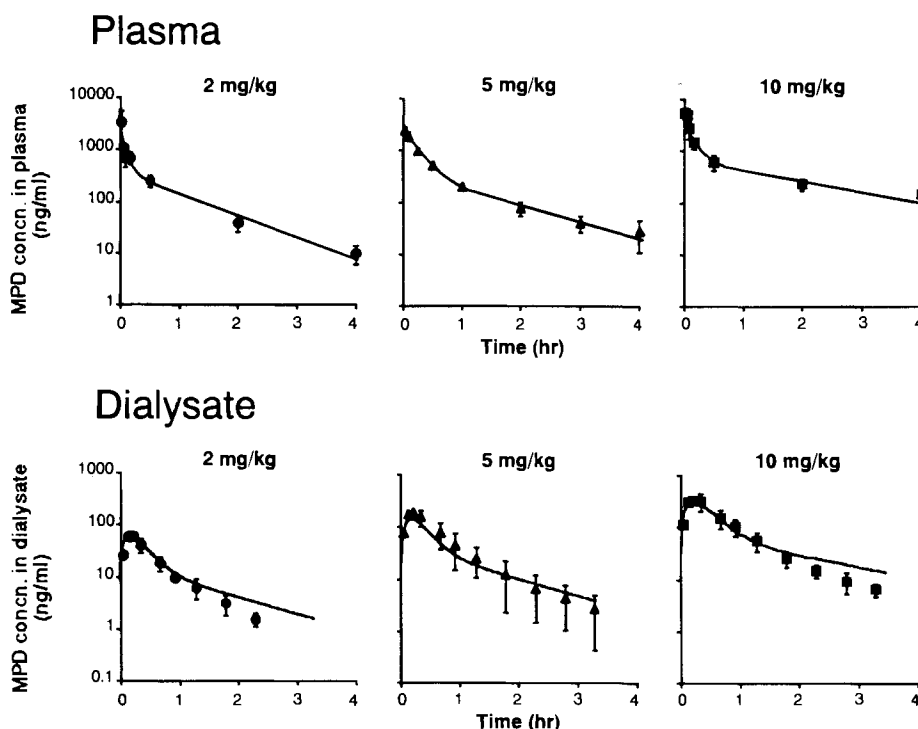 Plasma
2 mg/kg
5 mg/kg
10 mg/kg
MPD concn. in plasma
(ng/ml)
10000
1000
100
10
1
0 1 2 3 4
0 1 2 3 4
0 1 2 3 4
Time (hr)
Dialysate
2 mg/kg
5 mg/kg
10 mg/kg
MPD concn. in dialysate
(ng/ml)
1000
100
10
1
0.1
0 1 2 3 4
0 1 2 3 4
0 1 2 3 4
Time (hr)